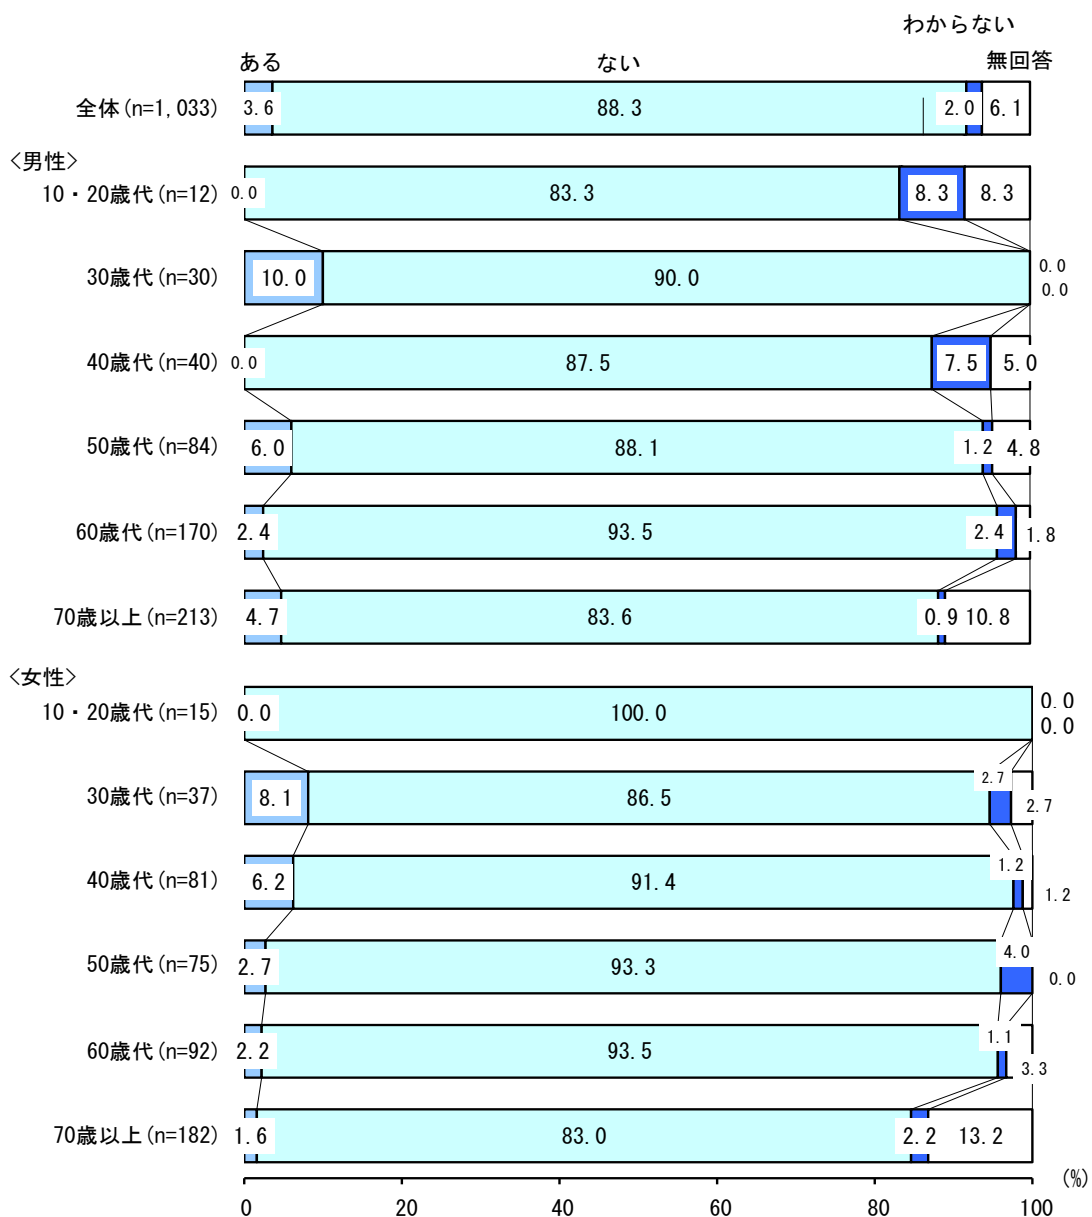 わからない
ある ない 無回答
全体(n=1,033) 3.6 88.3 2.0 6.1
<男性>
10・20歳代(n=12) 0.0 83.3 8.3 8.3
30歳代(n=30) 10.0 90.0 0.0 0.0
40歳代(n=40) 0.0 87.5 7.5 5.0
50歳代(n=84) 6.0 88.1 1.2 4.8
60歳代(n=170) 2.4 93.5 2.4 1.8
70歳以上(n=213) 4.7 83.6 0.9 10.8
<女性>
10・20歳代(n=15) 0.0 100.0 0.0 0.0
30歳代(n=37) 8.1 86.5 2.7 2.7
40歳代(n=81) 6.2 91.4 1.2 1.2
50歳代(n=75) 2.7 93.3 4.0 0.0
60歳代(n=92) 2.2 93.5 1.1 3.3
70歳以上(n=182) 1.6 83.0 2.2 13.2
(%)
0 20 40 60 80 100